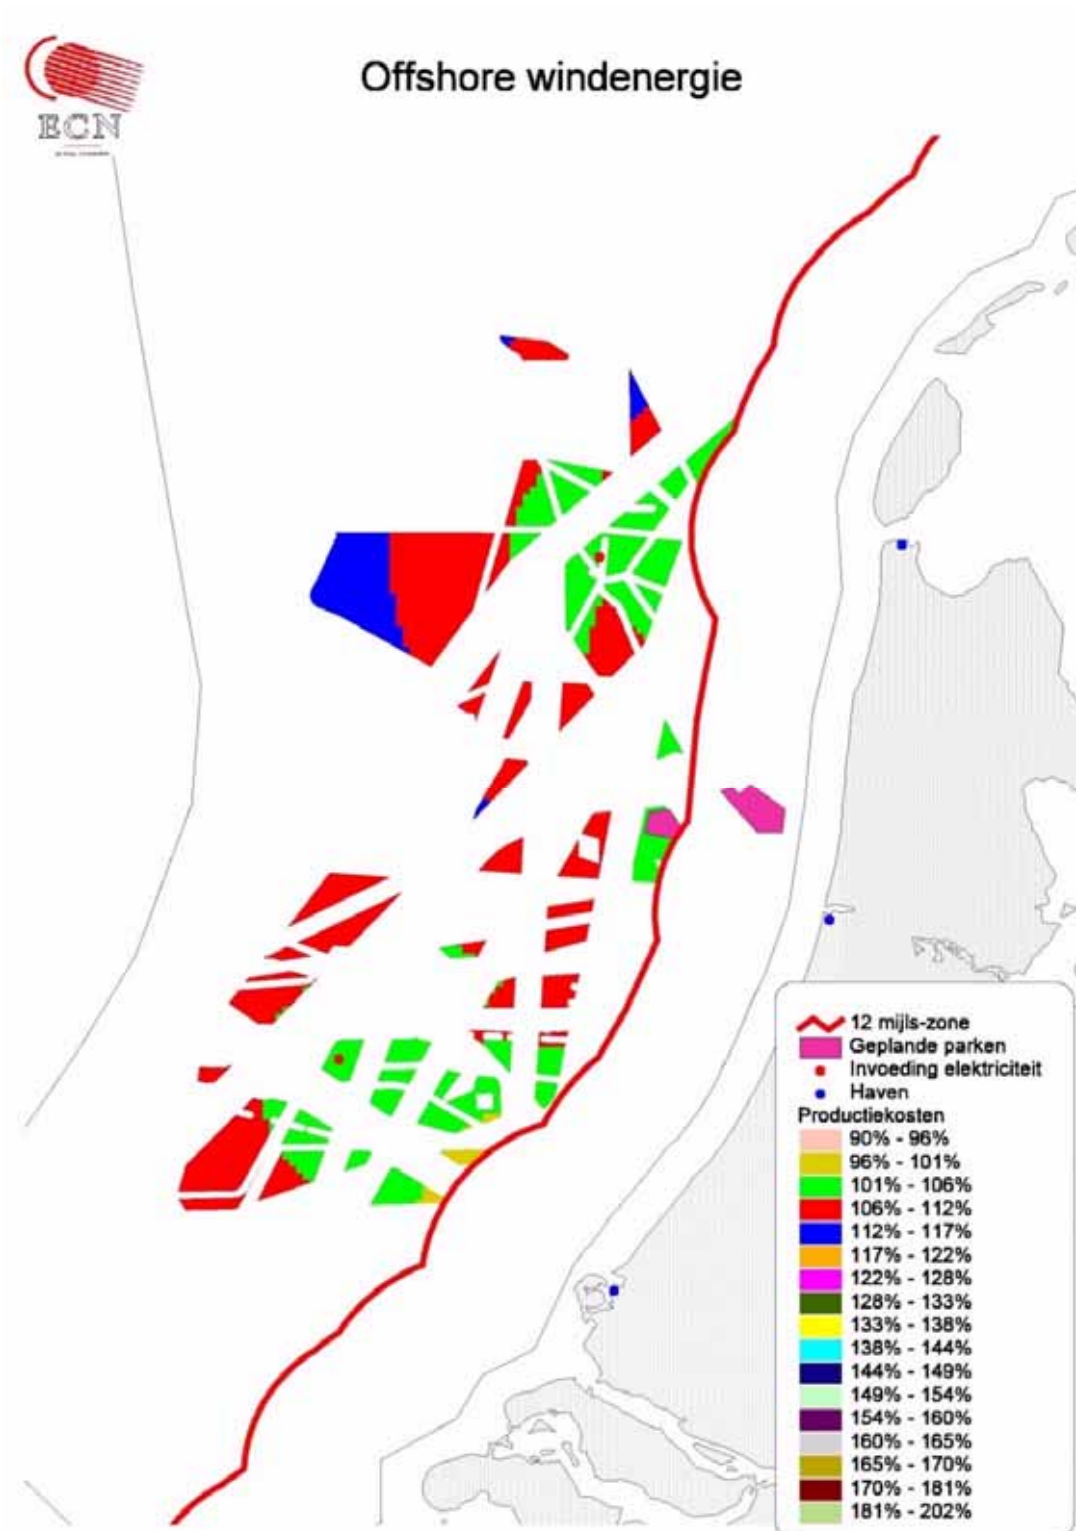 Offshore windenergie
ECN
12 mijls-zone
Geplande parken
Invoeding elektriciteit
Haven
Productiekosten
90% - 96%
96% - 101%
101% - 106%
106% - 112%
112% - 117%
117% - 122%
122% - 128%
128% - 133%
133% - 138%
138% - 144%
144% - 149%
149% - 154%
154% - 160%
160% - 165%
165% - 170%
170% - 181%
181% - 202%